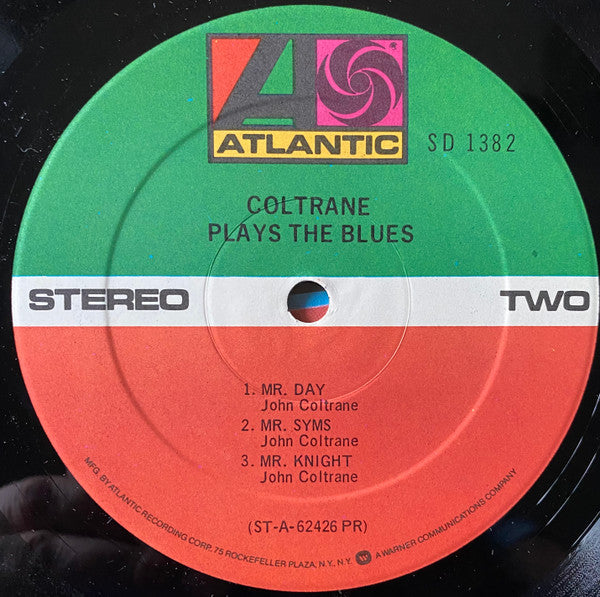 ATLANTIC
SD 1382
COLTRANE
PLAYS THE BLUES
STEREO
TWO
1. MR. DAY
John Coltrane
2. MR. SYMS
John Coltrane
3. MR. KNIGHT
John Coltrane
(ST-A-62426 PR)
MFG. BY ATLANTIC RECORDING CORP. 75 ROCKEFELLER PLAZA, N.Y., N.Y. A WARNER COMMUNICATIONS COMPANY